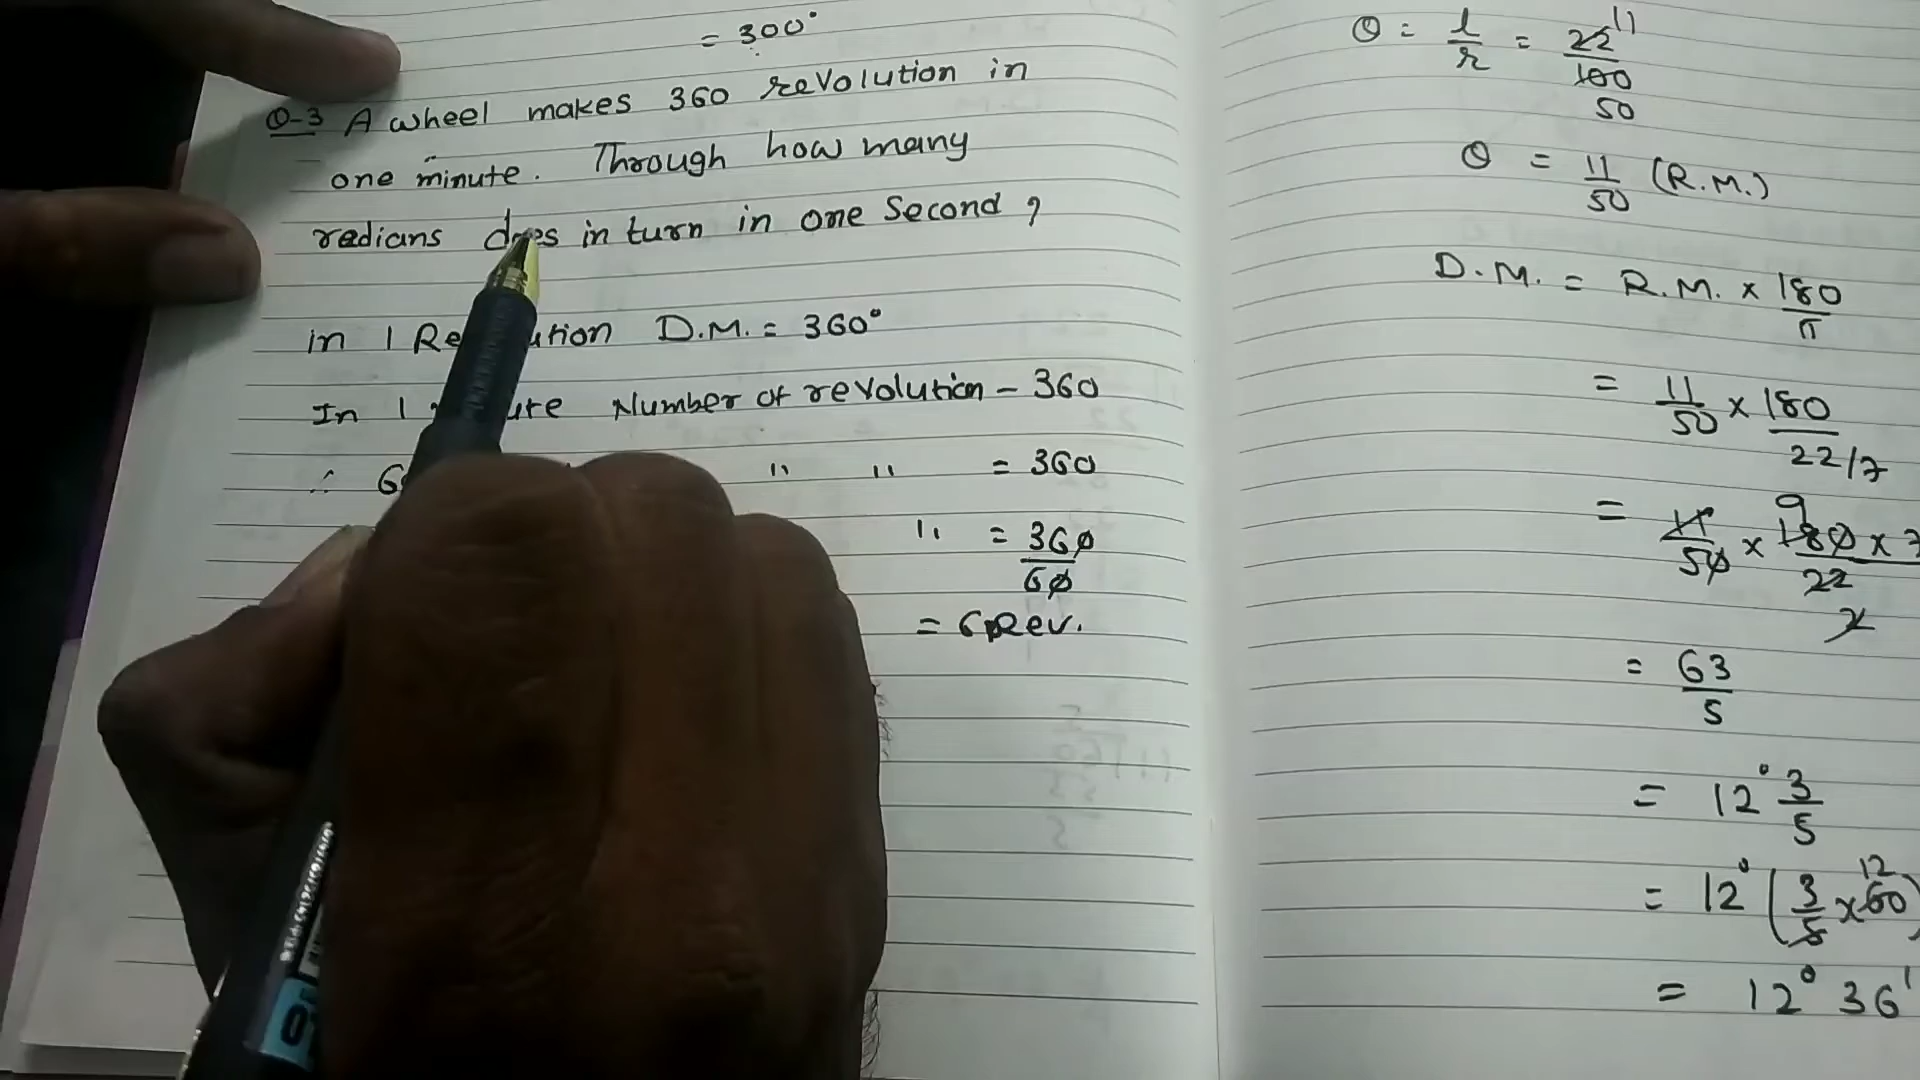 = 300°
Q-3 A wheel makes 360 revolution in
one minute. Through how many
redians does in turn in one Second ?
in 1 Re ution D.M. = 360°
In 1 ute Number of revolution - 360
∴ 6 " " = 360
" = 360/60
= 6 Rev.
θ = l/r = 22/100 11 50
θ = 11/50 (R.M.)
D.M. = R.M. × 180/π
= 11/50 × 180/22/7
= 11/50 × 180 × 7/22 9 2
= 63/5
= 12° 3/5
= 12° (3/5 × 60) 12
= 12° 36'